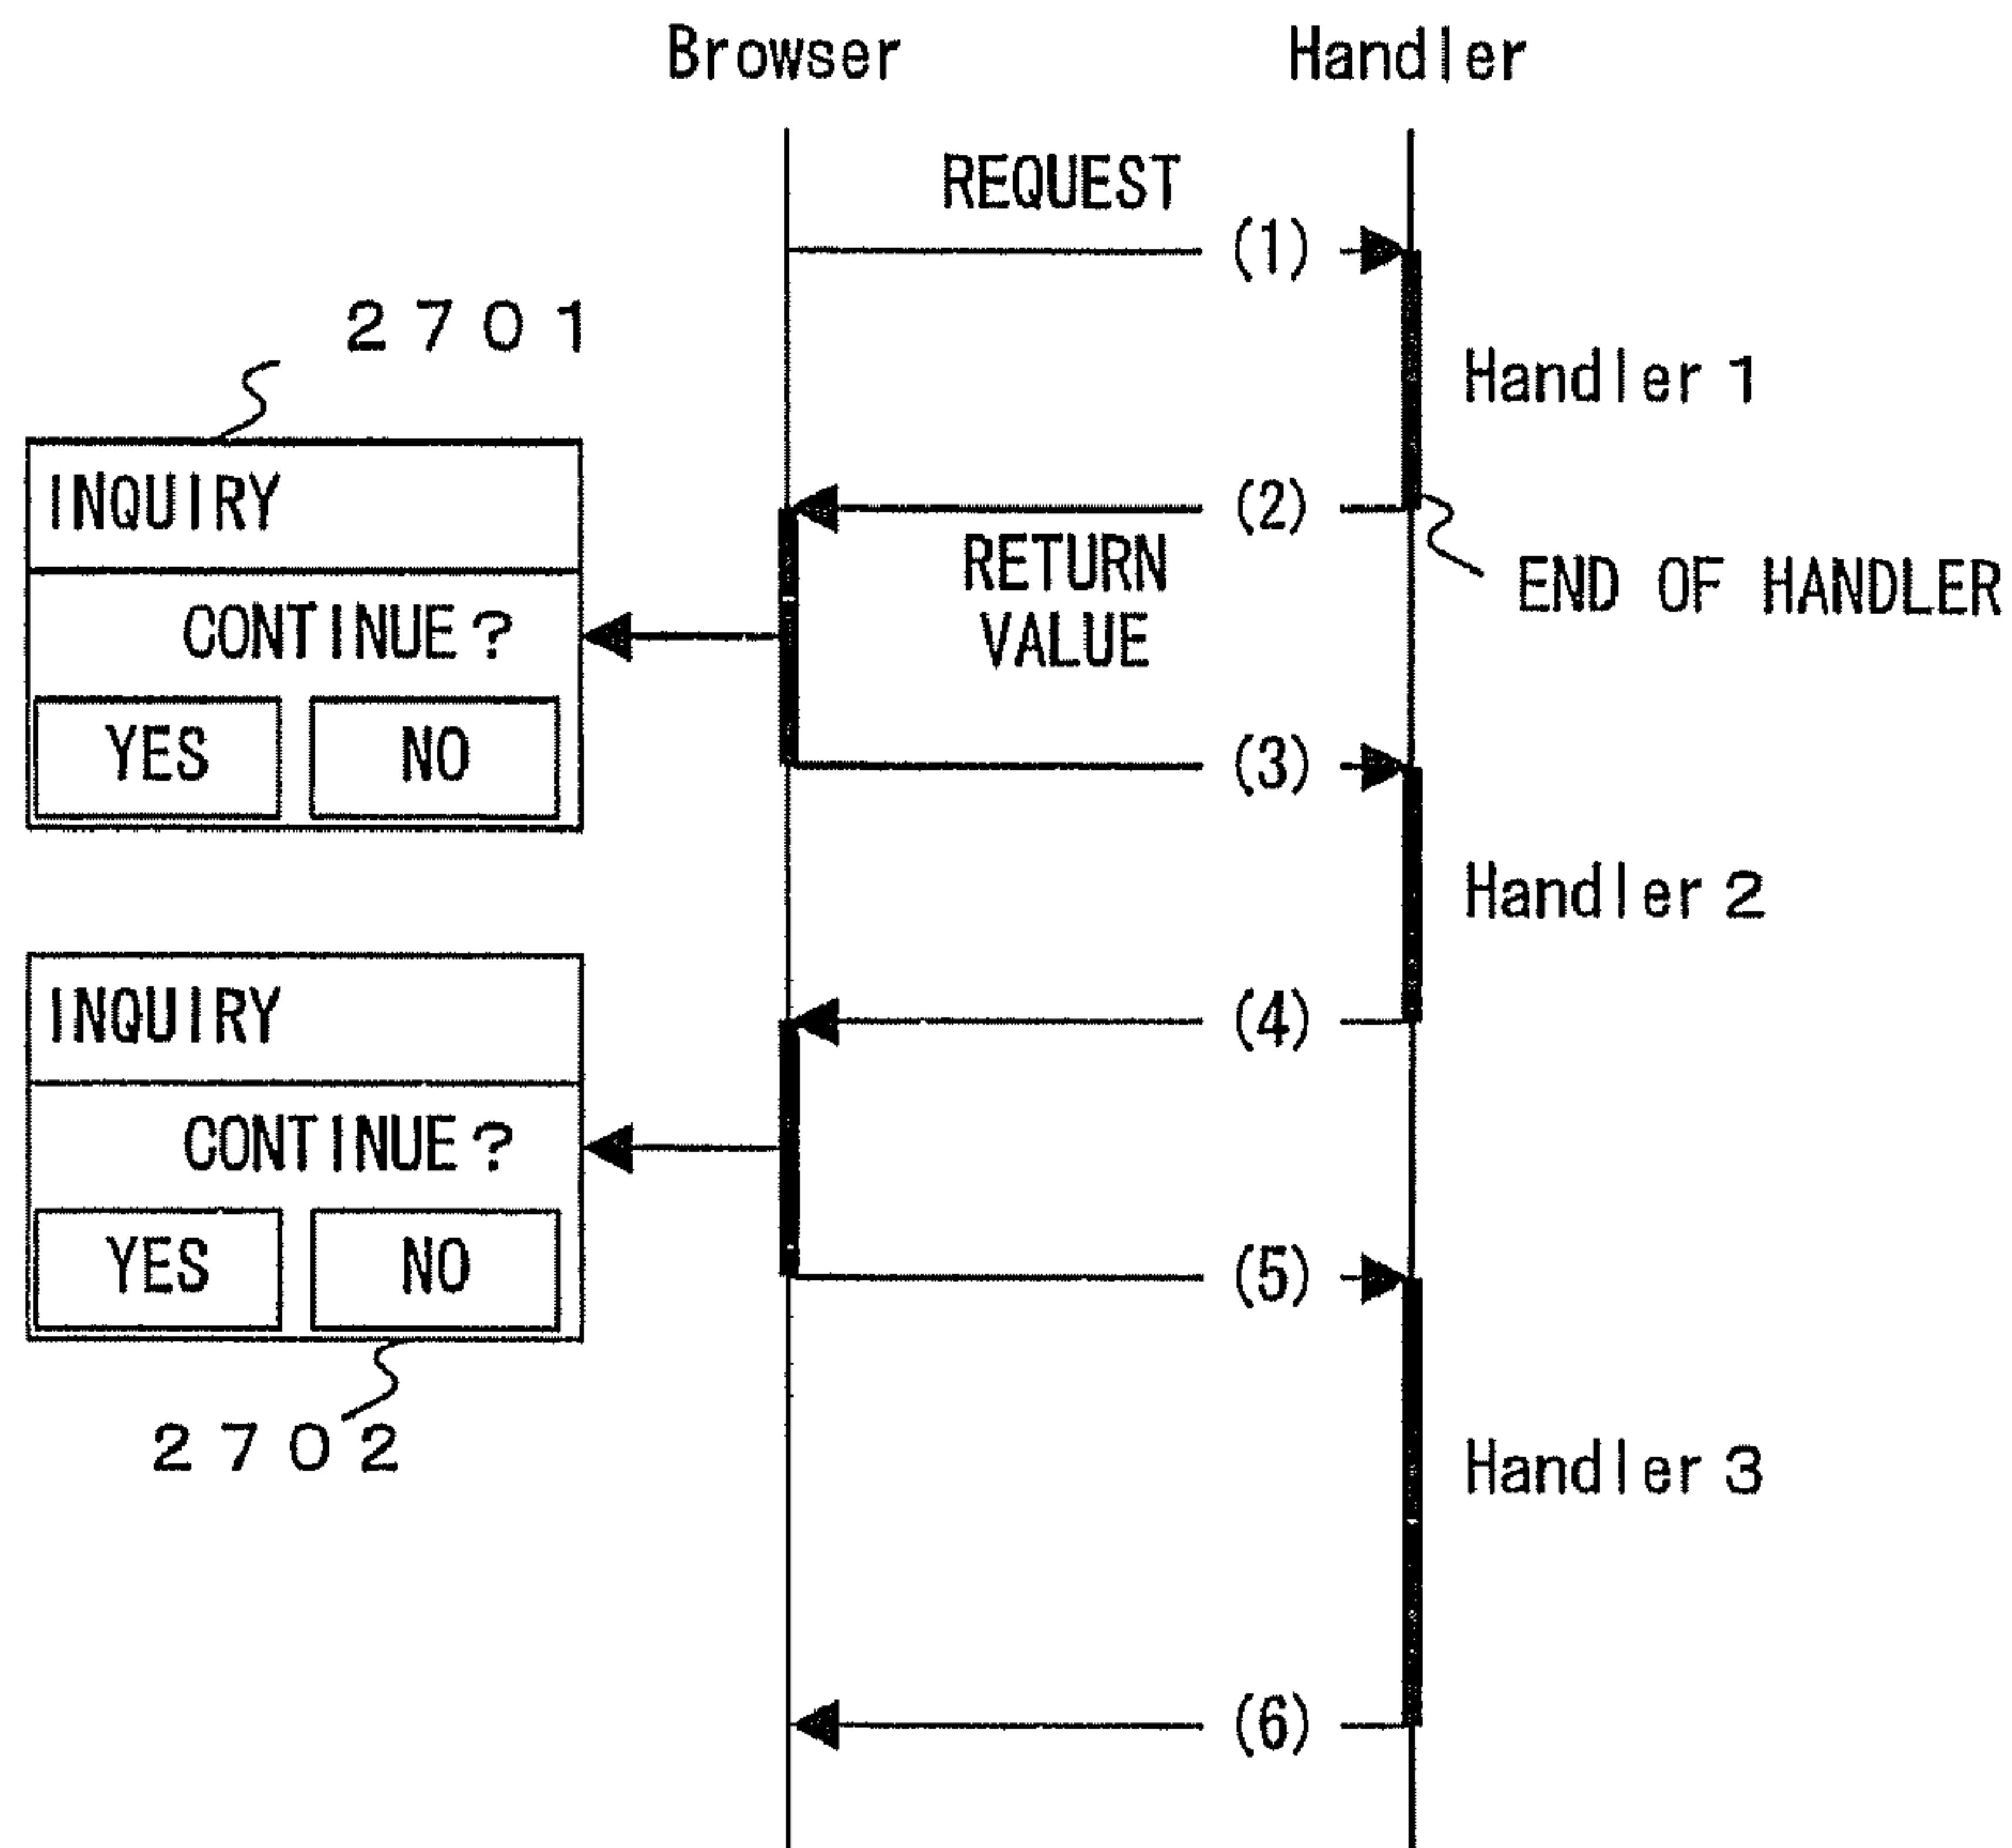 Browser
Handler
REQUEST
(1)
2701
Handler 1
INQUIRY
(2)
RETURN
VALUE
END OF HANDLER
CONTINUE?
YES
NO
(3)
Handler 2
INQUIRY
(4)
CONTINUE?
YES
NO
(5)
2702
Handler 3
(6)